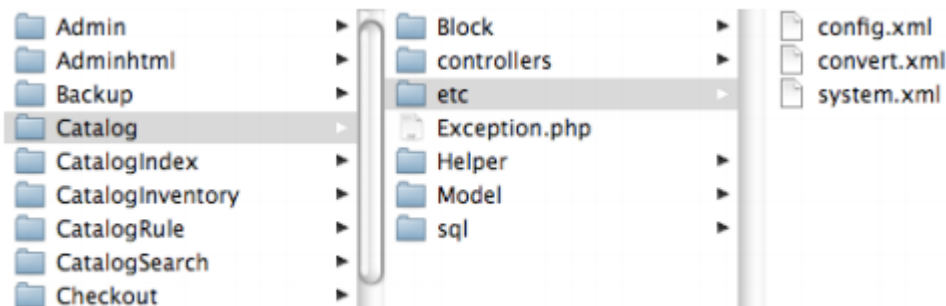 Admin
Adminhtml
Backup
Catalog
CatalogIndex
CatalogInventory
CatalogRule
CatalogSearch
Checkout
Block
controllers
etc
Exception.php
Helper
Model
sql
config.xml
convert.xml
system.xml